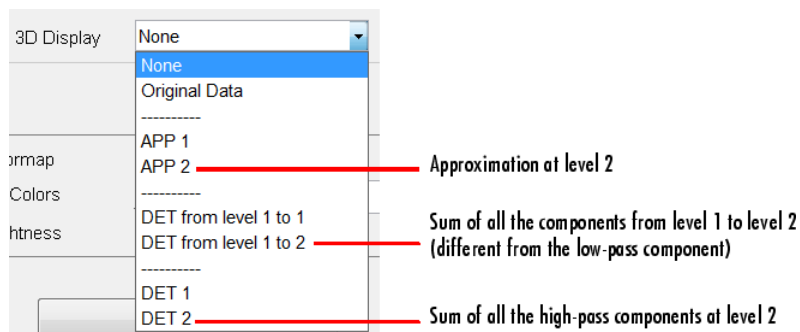 3D Display None
None
Original Data
----------
APP 1
ormap
APP 2 Approximation at level 2
Colors
----------
DET from level 1 to 1
Sum of all the components from level 1 to level 2
htness
DET from level 1 to 2
(different from the low-pass component)
----------
DET 1
DET 2 Sum of all the high-pass components at level 2